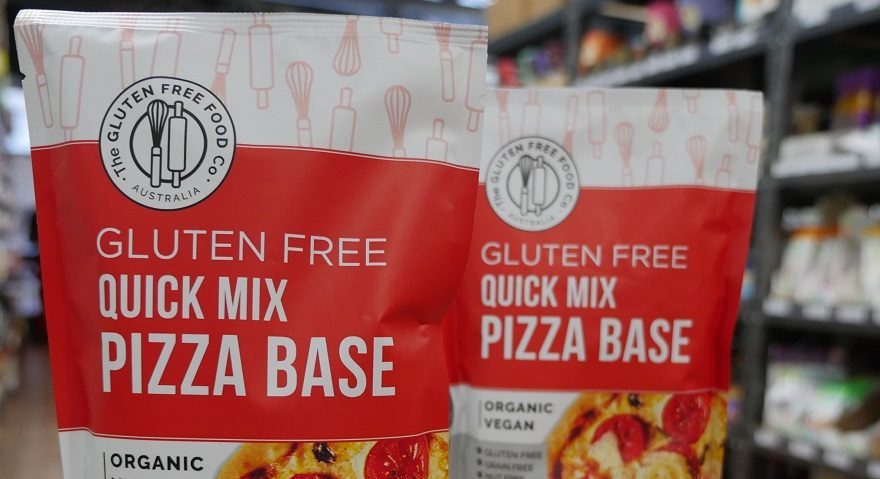 The GLUTEN FREE FOOD Co.
AUSTRALIA
GLUTEN FREE
QUICK MIX
PIZZA BASE
ORGANIC
The GLUTEN FREE FOOD Co.
AUSTRALIA
GLUTEN FREE
QUICK MIX
PIZZA BASE
ORGANIC
VEGAN
GLUTEN FREE
GRAIN FREE